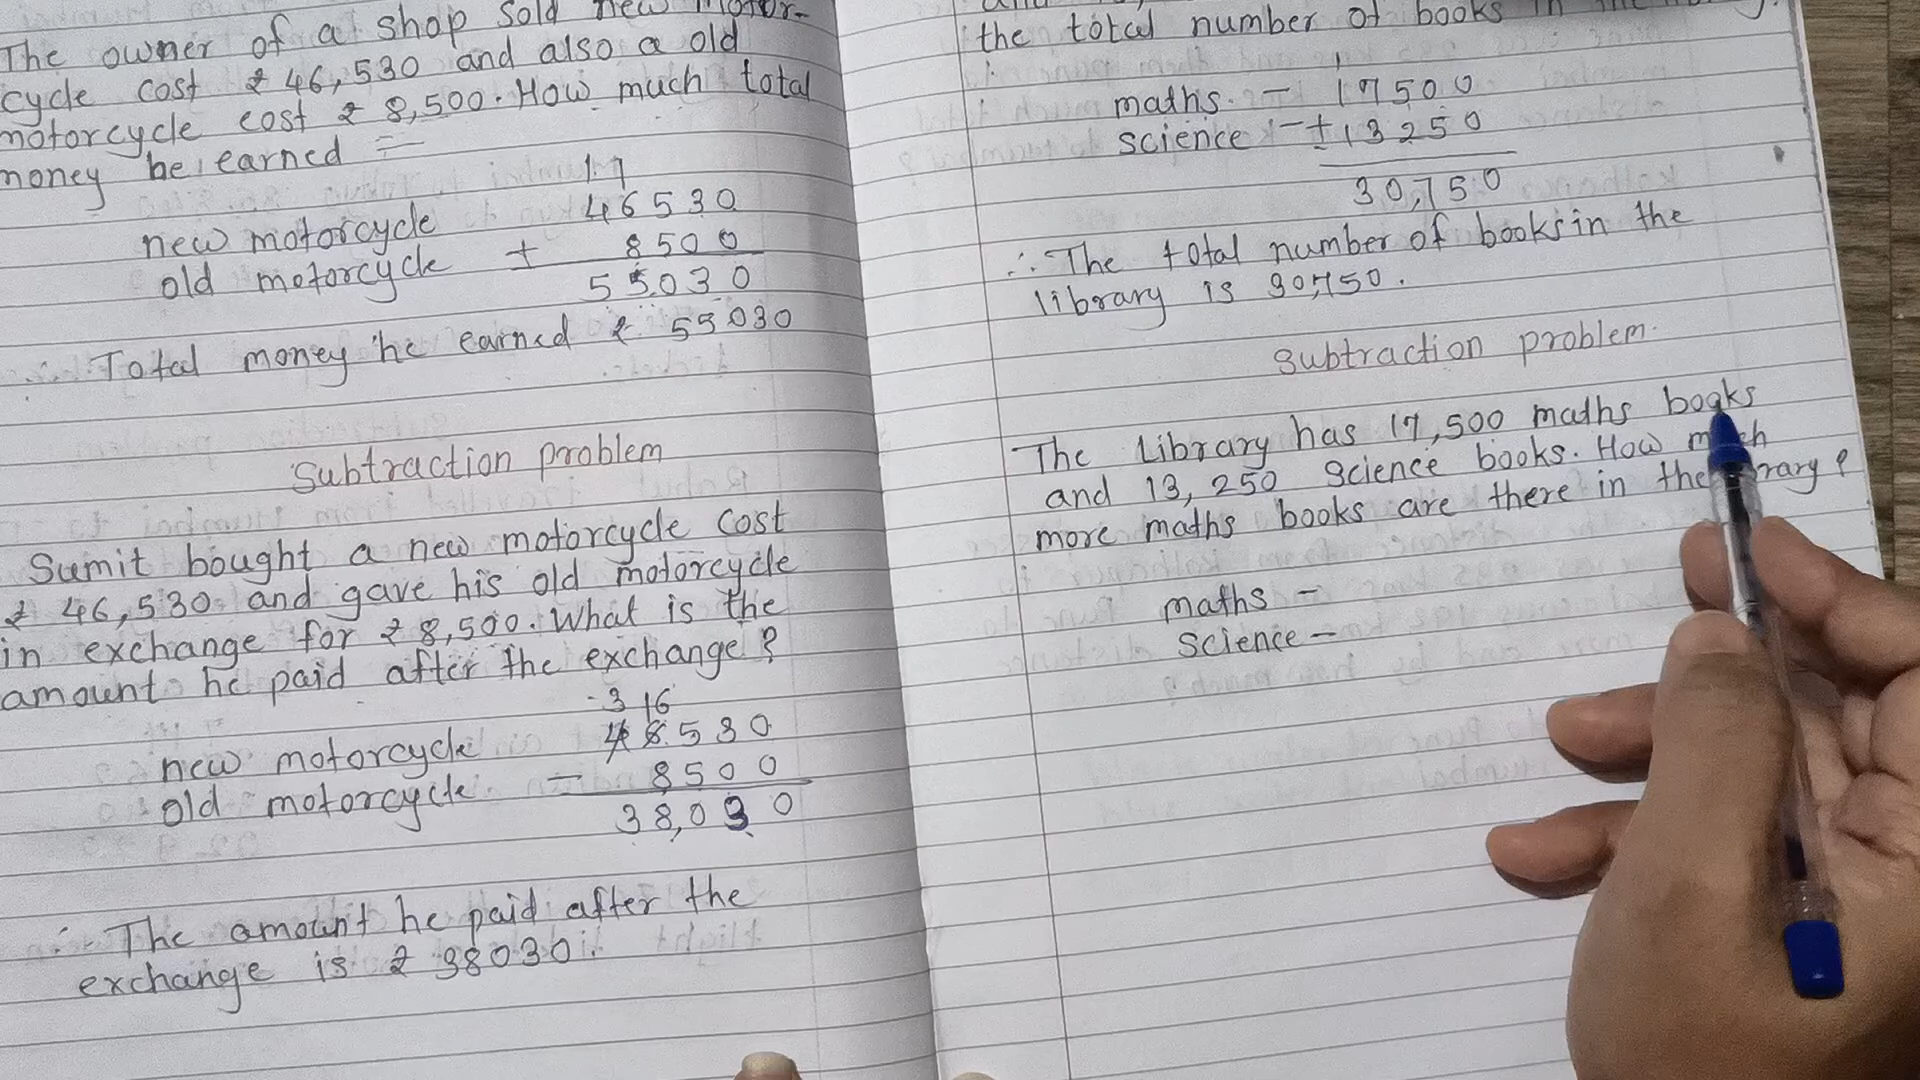 The owner of a shop sold new motor-
cycle cost ₹ 46,530 and also a old
motorcycle cost ₹ 8,500. How much total
money he earned =
1 1
new motorcycle 46530
old motorcycle + 8500
55030
∴ Total money he earned ₹ 55030
Subtraction problem
Sumit bought a new motorcycle cost
₹ 46,530 and gave his old motorcycle
in exchange for ₹ 8,500. What is the
amount he paid after the exchange?
3 16
new motorcycle 46530
old motorcycle - 8500
38,030
∴ The amount he paid after the
exchange is ₹ 38030.
the total number of books in the
1
maths - 17500
science - + 13250
30,750
∴ The total number of books in the
library is 30,750.
Subtraction problem.
The Library has 17,500 maths books
and 13,250 Science books. How much
more maths books are there in the library?
maths -
Science -